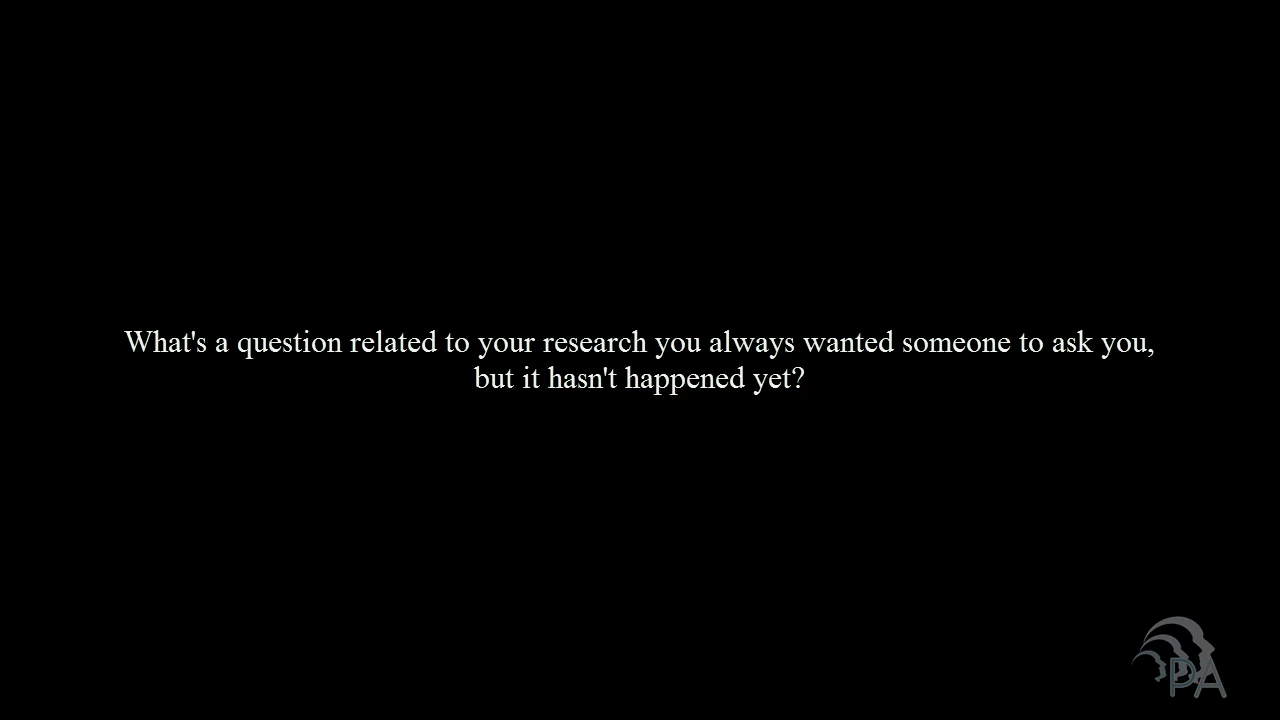 What's a question related to your research you always wanted someone to ask you,
but it hasn't happened yet?
PA